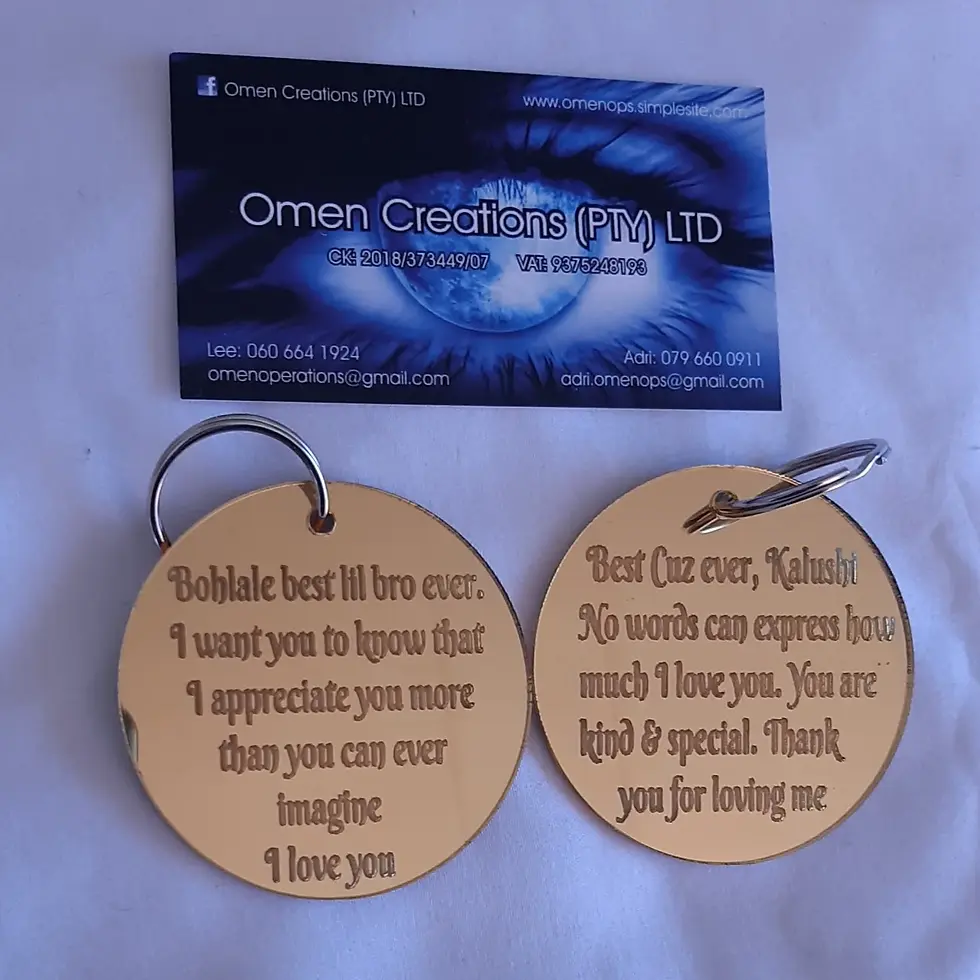 Omen Creations (PTY) LTD
www.omenops.simplesite.com
Omen Creations (PTY) LTD
CK: 2018/373449/07 VAT: 9375248193
Lee: 060 664 1924
omenoperations@gmail.com
Adri: 079 660 0911
adri.omenops@gmail.com
Bohlale best lil bro ever.
I want you to know that
I appreciate you more
than you can ever
imagine
I love you
Best Cuz ever, Kalushi
No words can express how
much I love you. You are
kind & special. Thank
you for loving me